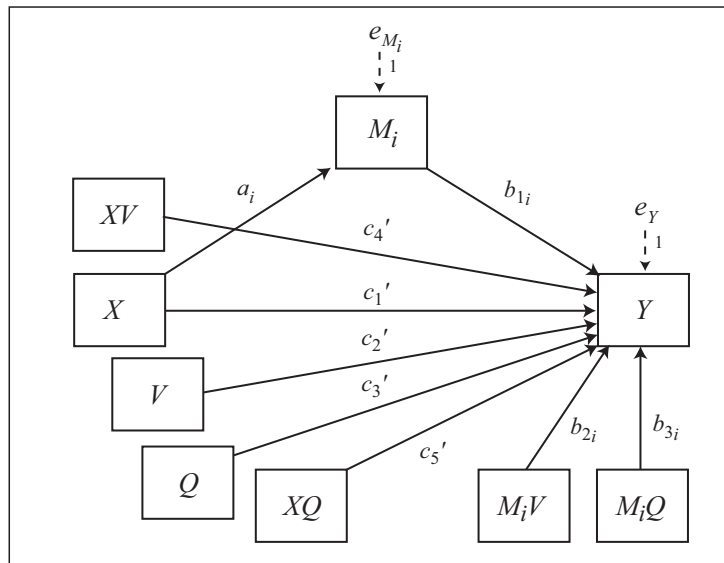 e_{M_i}
1
M_i
a_i
b_{1i}
XV
e_Y
1
c_4′
X
c_1′
Y
c_2′
V
c_3′
b_{2i}
b_{3i}
Q
c_5′
XQ
M_iV
M_iQ